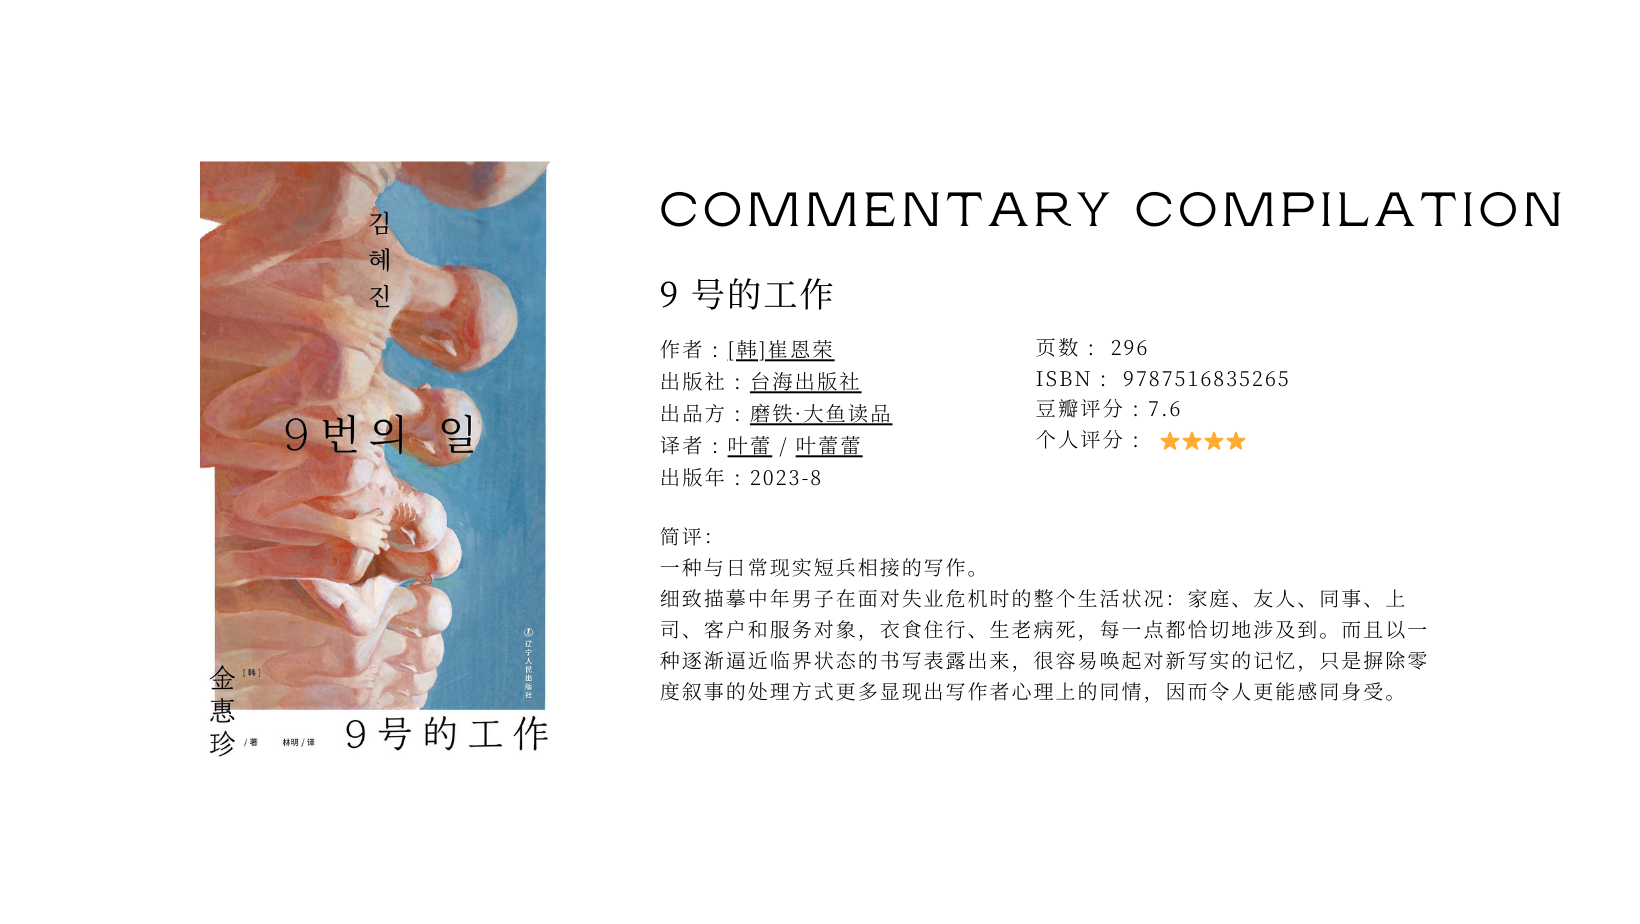 김혜진
9번의 일
辽宁人民出版社
[韩]
金惠珍
/著 林明/译
9号的工作
COMMENTARY COMPILATION
9 号的工作
作者：[韩]崔恩荣
出版社：台海出版社
出品方：磨铁·大鱼读品
译者：叶蕾 / 叶蕾蕾
出版年：2023-8
页数： 296
ISBN： 9787516835265
豆瓣评分：7.6
个人评分：
简评：
一种与日常现实短兵相接的写作。
细致描摹中年男子在面对失业危机时的整个生活状况：家庭、友人、同事、上
司、客户和服务对象，衣食住行、生老病死，每一点都恰切地涉及到。而且以一
种逐渐逼近临界状态的书写表露出来，很容易唤起对新写实的记忆，只是摒除零
度叙事的处理方式更多显现出写作者心理上的同情，因而令人更能感同身受。